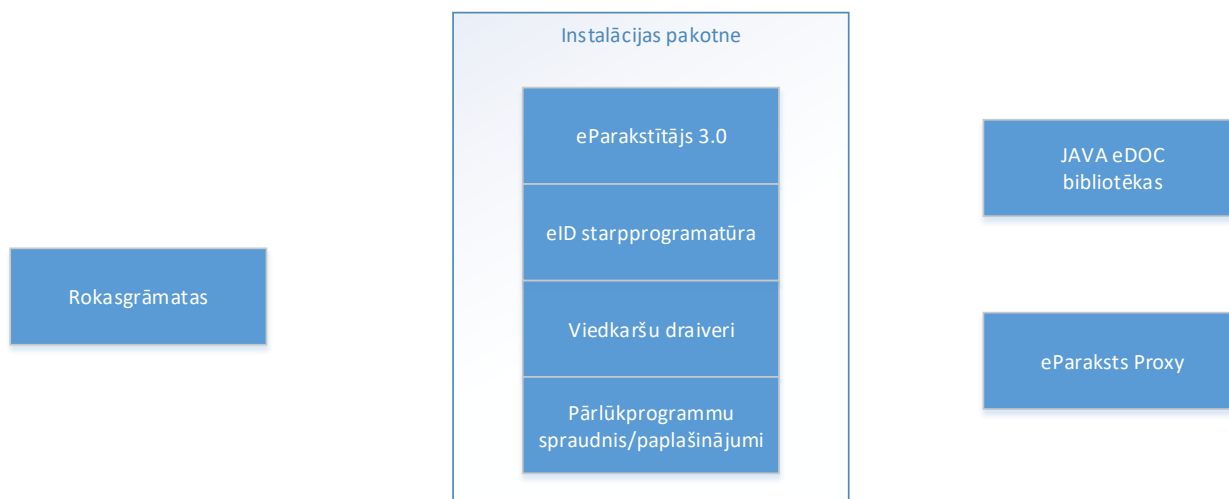 Instalācijas pakotne
eParakstītājs 3.0
eID starpprogramatūra
Viedkaršu draiveri
Pārlūkprogrammu
spraudnis/paplašinājumi
Rokasgrāmatas
JAVA eDOC
bibliotēkas
eParaksts Proxy